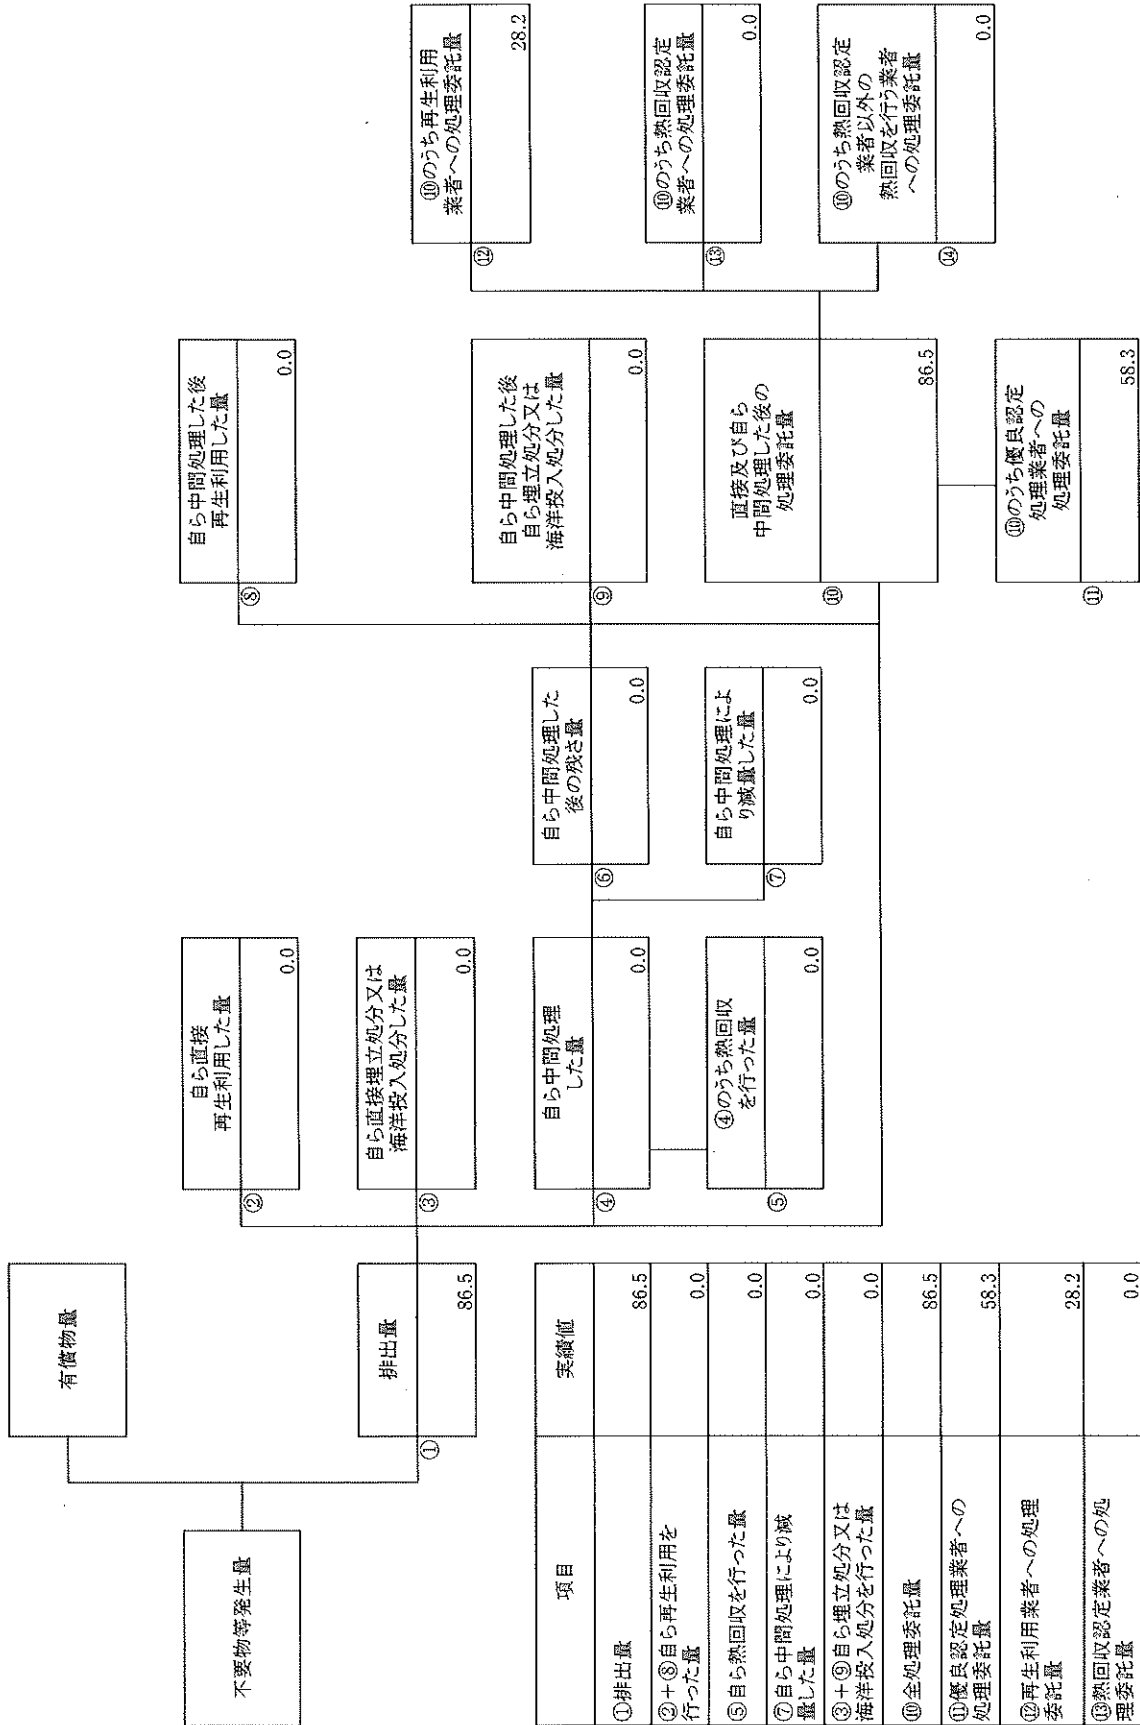 不要物等発生量
有償物量
排出量
①
86.5
自ら直接
再生利用した量
②
0.0
自ら直接埋立処分又は
海洋投入処分した量
③
0.0
自ら中間処理
した量
④
0.0
④のうち熱回収
を行った量
⑤
0.0
自ら中間処理した
後の残さ量
⑥
0.0
自ら中間処理によ
り減量した量
⑦
0.0
自ら中間処理した後
再生利用した量
⑧
0.0
自ら中間処理した後
自ら埋立処分又は
海洋投入処分した量
⑨
0.0
直接及び自ら
中間処理した後の
処理委託量
⑩
86.5
⑩のうち優良認定
処理業者への
処理委託量
⑪
58.3
⑩のうち再生利用
業者への処理委託量
⑫
28.2
⑩のうち熱回収認定
業者への処理委託量
⑬
0.0
⑩のうち熱回収認定
業者以外の
熱回収を行う業者
への処理委託量
⑭
0.0
項目 実績値
①排出量 86.5
②+⑧自ら再生利用を
行った量 0.0
⑤自ら熱回収を行った量 0.0
⑦自ら中間処理により減
量した量 0.0
③+⑨自ら埋立処分又は
海洋投入処分を行った量 0.0
⑩全処理委託量 86.5
⑪優良認定処理業者への
処理委託量 58.3
⑫再生利用業者への処理
委託量 28.2
⑬熱回収認定業者への処
理委託量 0.0